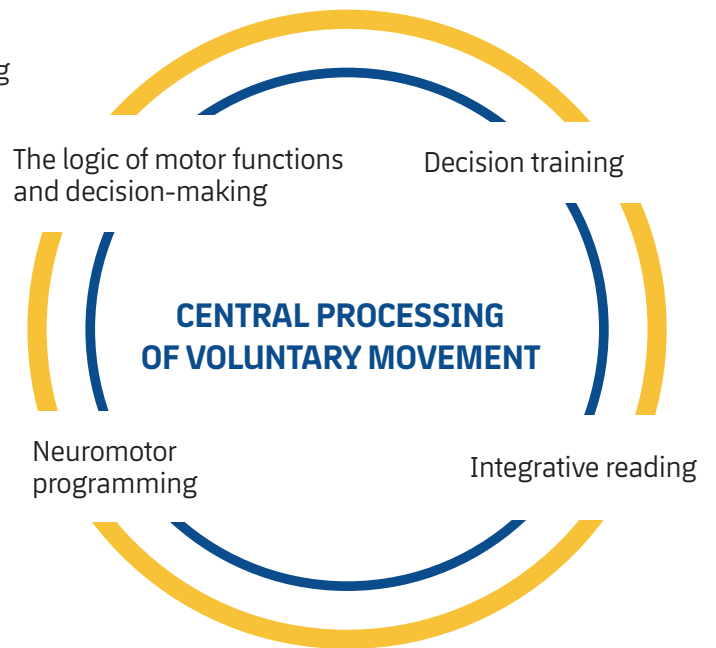 The logic of motor functions
and decision-making
Decision training
CENTRAL PROCESSING
OF VOLUNTARY MOVEMENT
Neuromotor
programming
Integrative reading